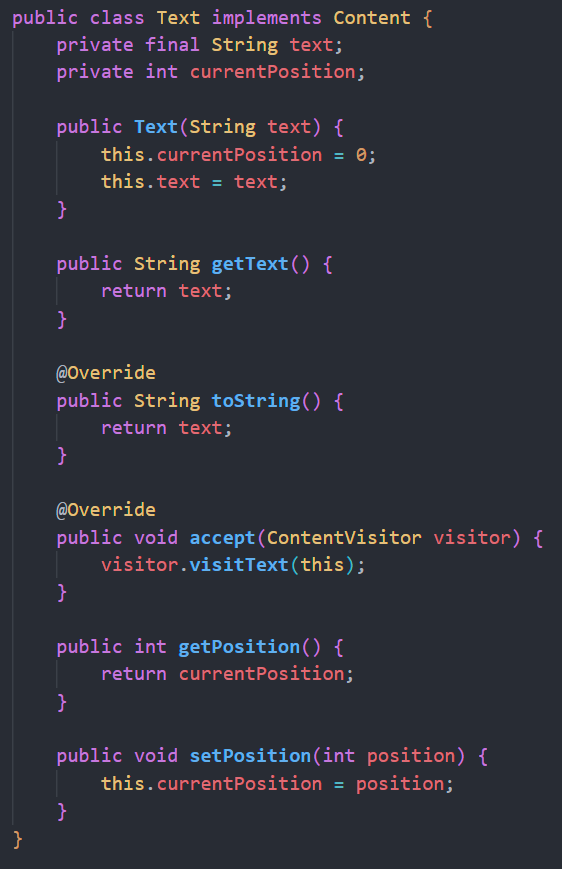 public class Text implements Content {
    private final String text;
    private int currentPosition;

    public Text(String text) {
        this.currentPosition = 0;
        this.text = text;
    }

    public String getText() {
        return text;
    }

    @Override
    public String toString() {
        return text;
    }

    @Override
    public void accept(ContentVisitor visitor) {
        visitor.visitText(this);
    }

    public int getPosition() {
        return currentPosition;
    }

    public void setPosition(int position) {
        this.currentPosition = position;
    }
}